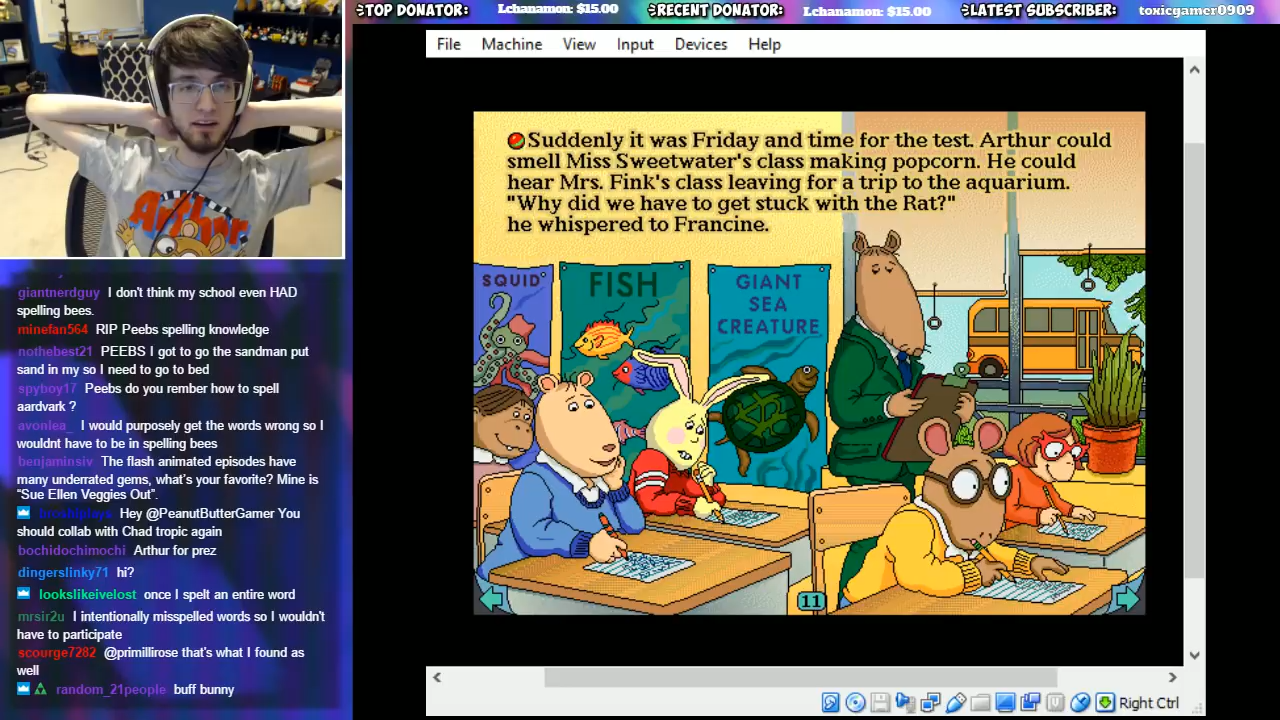 TOP DONATOR: Lchanamon: $15.00 RECENT DONATOR: Lchanamon: $15.00 LATEST SUBSCRIBER: toxicgamer0909
File Machine View Input Devices Help
Arthur
Suddenly it was Friday and time for the test. Arthur could
smell Miss Sweetwater's class making popcorn. He could
hear Mrs. Fink's class leaving for a trip to the aquarium.
"Why did we have to get stuck with the Rat?"
he whispered to Francine.
SQUID
FISH
GIANT
SEA
CREATURE
11
giantnerdguy I don't think my school even HAD
spelling bees.
minefan564 RIP Peebs spelling knowledge
nothebest21 PEEBS I got to go the sandman put
sand in my so I need to go to bed
spyboy17 Peebs do you rember how to spell
aardvark ?
avonlea_ I would purposely get the words wrong so I
wouldnt have to be in spelling bees
benjaminsiv The flash animated episodes have
many underrated gems, what's your favorite? Mine is
"Sue Ellen Veggies Out".
Hey @PeanutButterGamer You
should collab with Chad tropic again
bochidochimochi Arthur for prez
dingerslinky71 hi?
lookslikeivelost once I spelt an entire word
mrsir2u I intentionally misspelled words so I wouldn't
have to participate
scourge7282 @primillirose that's what I found as
well
random_21people buff bunny
Right Ctrl